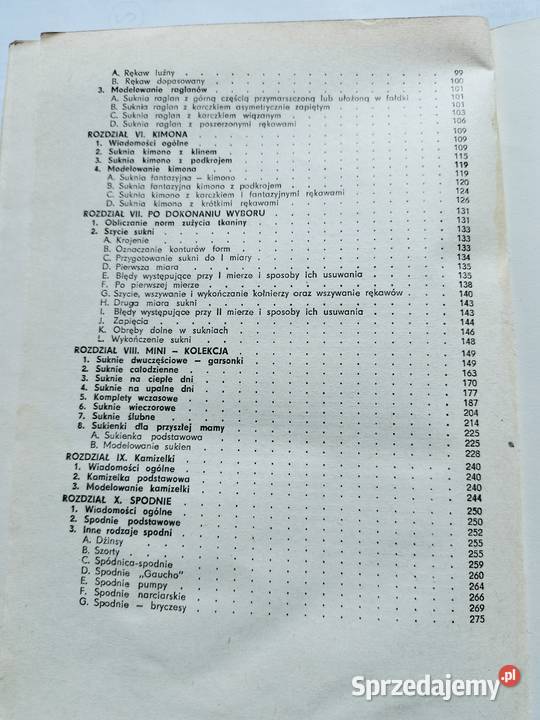 A. Rękaw luźny 99
B. Rękaw dopasowany 100
3. Modelowanie raglanów 101
A. Suknia raglan z górną częścią przymarszczoną lub ułożoną w fałdki 101
B. Suknia raglan z karczkiem asymetrycznie zapiętym 101
C. Suknia raglan z karczkiem wiązanym 103
D. Suknia raglan z poszerzonymi rękawami 106
ROZDZIAŁ VI. KIMONA 109
1. Wiadomości ogólne 109
2. Suknia kimono z klinem 109
3. Suknia kimono z podkrojem 115
4. Modelowanie kimona 119
A. Suknia fantazyjna — kimono 119
B. Suknia fantazyjna kimono z podkrojem 120
C. Suknia kimono z karczkiem i fantazyjnymi rękawami 124
D. Suknia kimono z krótkimi rękawami 126
ROZDZIAŁ VII. PO DOKONANIU WYBORU 131
1. Obliczanie norm zużycia tkaniny 131
2. Szycie sukni 133
A. Krojenie 133
B. Oznaczanie konturów form 133
C. Przygotowanie sukni do I miary 134
D. Pierwsza miara 135
E. Błędy występujące przy I mierze i sposoby ich usuwania 135
F. Po pierwszej mierze 138
G. Szycie, wszywanie i wykończanie kołnierzy oraz wszywanie rękawów 140
H. Druga miara sukni 143
I. Błędy występujące przy II mierze i sposoby ich usuwania 143
J. Zapięcia 144
K. Obręby dolne w sukniach 146
L. Wykończenie sukni 148
ROZDZIAŁ VIII. MINI — KOLEKCJA 149
1. Suknie dwuczęściowe — garsonki 149
2. Suknie całodzienne 163
3. Suknie na ciepłe dni 170
4. Suknie na upalne dni 177
5. Komplety wczasowe 187
6. Suknie wieczorowe 204
7. Suknie ślubne 214
8. Sukienki dla przyszłej mamy 225
A. Sukienka podstawowa 225
B. Modelowanie sukien 228
ROZDZIAŁ IX. Kamizelki 240
1. Wiadomości ogólne 240
2. Kamizelka podstawowa 240
3. Modelowanie kamizelki 244
ROZDZIAŁ X. SPODNIE 250
1. Wiadomości ogólne 250
2. Spodnie podstawowe 252
3. Inne rodzaje spodni 255
A. Dżinsy 255
B. Szorty 259
C. Spódnica-spodnie 260
D. Spodnie „Gaucho” 264
E. Spodnie pumpy 266
F. Spodnie narciarskie 269
G. Spodnie — bryczesy 275
Sprzedajemy.pl